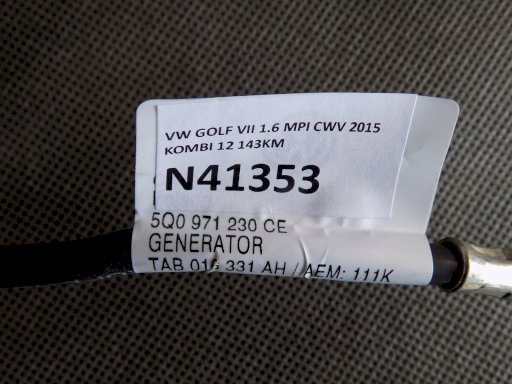 VW GOLF VII 1.6 MPI CWV 2015
KOMBI 12 143KM
N41353
5Q0 971 230 CE
GENERATOR
TAB 016 331 AH / AEM: 111K